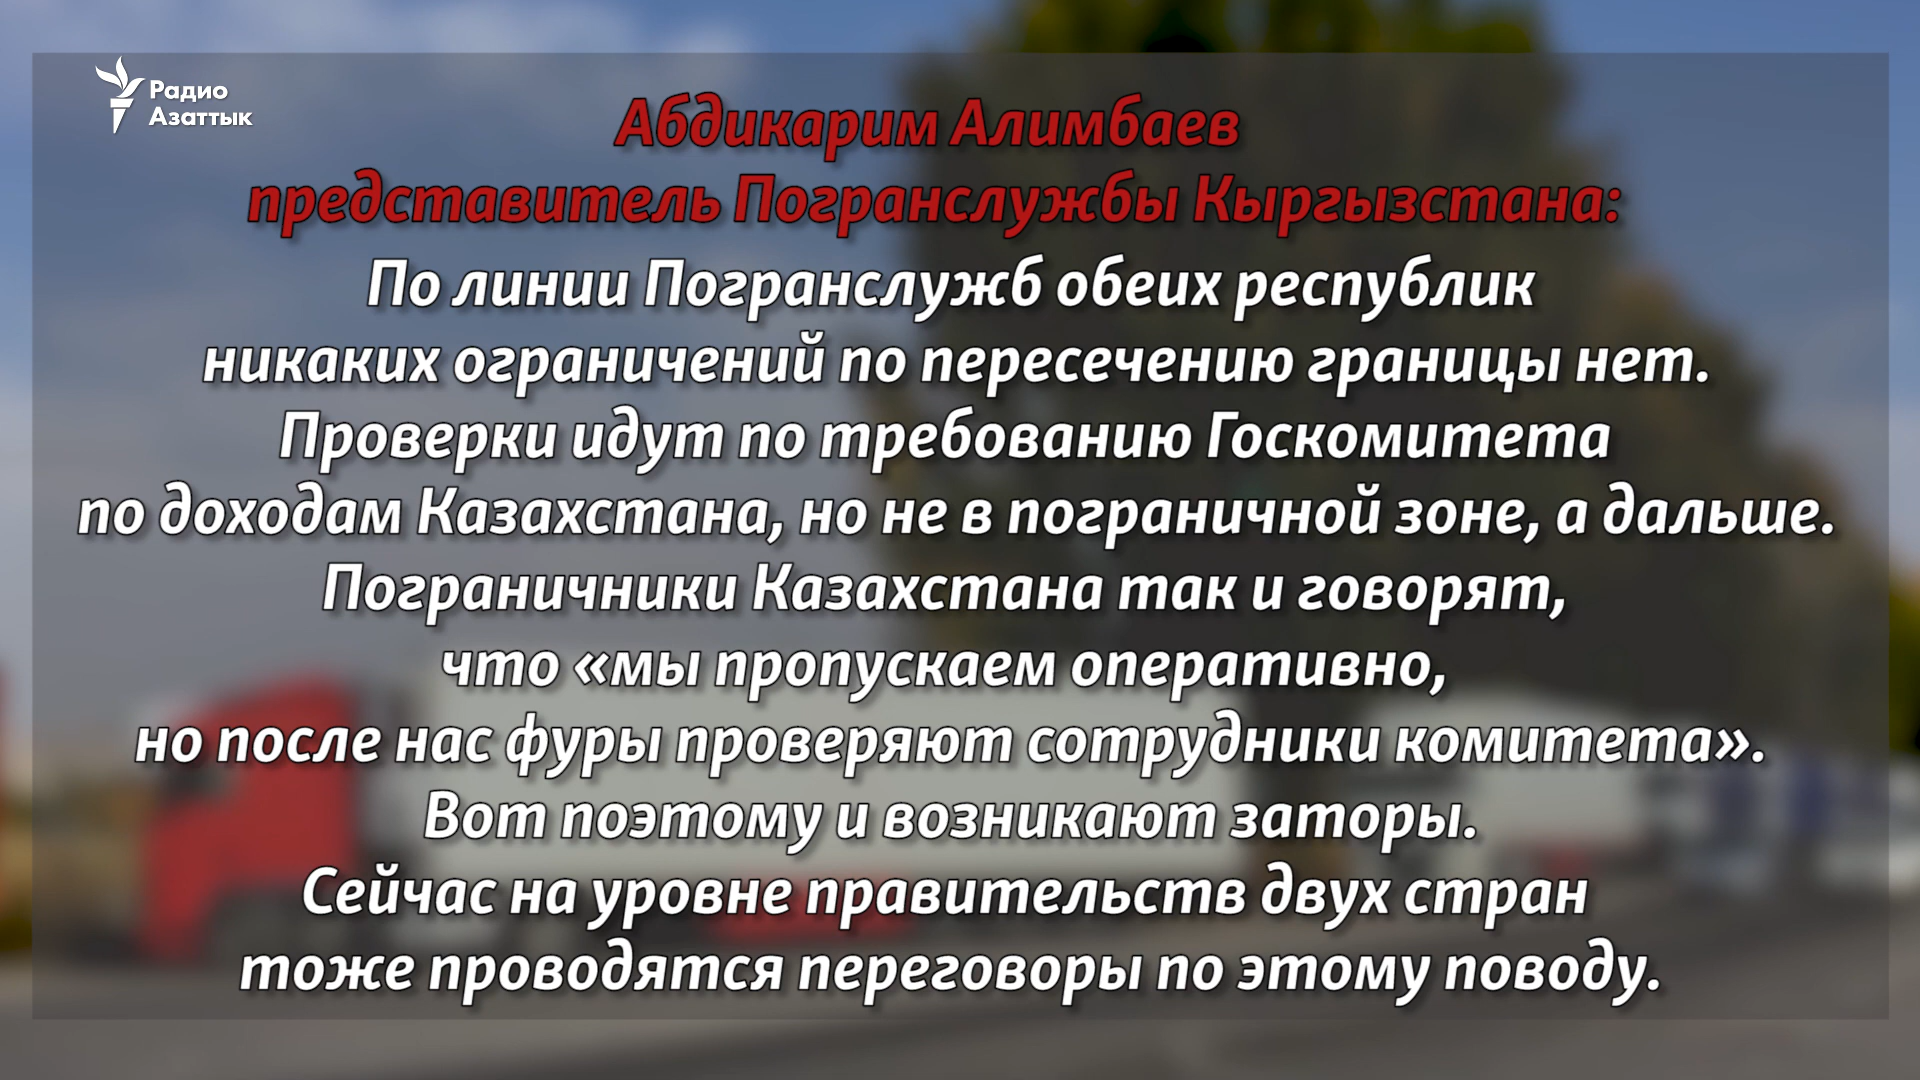 Радио
Азаттык
Абдикарим Алимбаев
представитель Погранслужбы Кыргызстана:
По линии Погранслужб обеих республик
никаких ограничений по пересечению границы нет.
Проверки идут по требованию Госкомитета
по доходам Казахстана, но не в пограничной зоне, а дальше.
Пограничники Казахстана так и говорят,
что «мы пропускаем оперативно,
но после нас фуры проверяют сотрудники комитета».
Вот поэтому и возникают заторы.
Сейчас на уровне правительств двух стран
тоже проводятся переговоры по этому поводу.